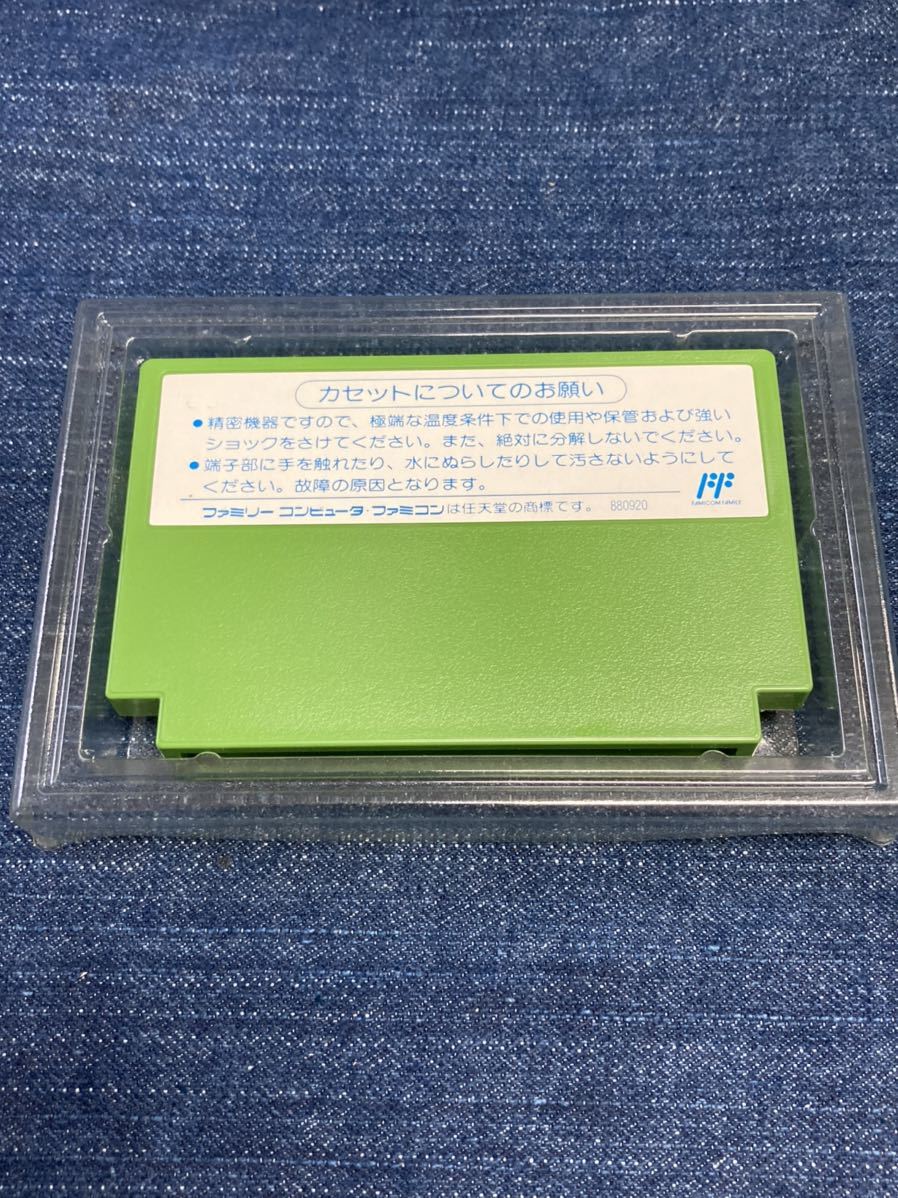 カセットについてのお願い
●精密機器ですので、極端な温度条件下での使用や保管および強い
ショックをさけてください。また、絶対に分解しないでください。
●端子部に手を触れたり、水にぬらしたりして汚さないようにして
ください。故障の原因となります。
FAMICOM FAMILY
ファミリー コンピュータ・ファミコンは任天堂の商標です。 880920